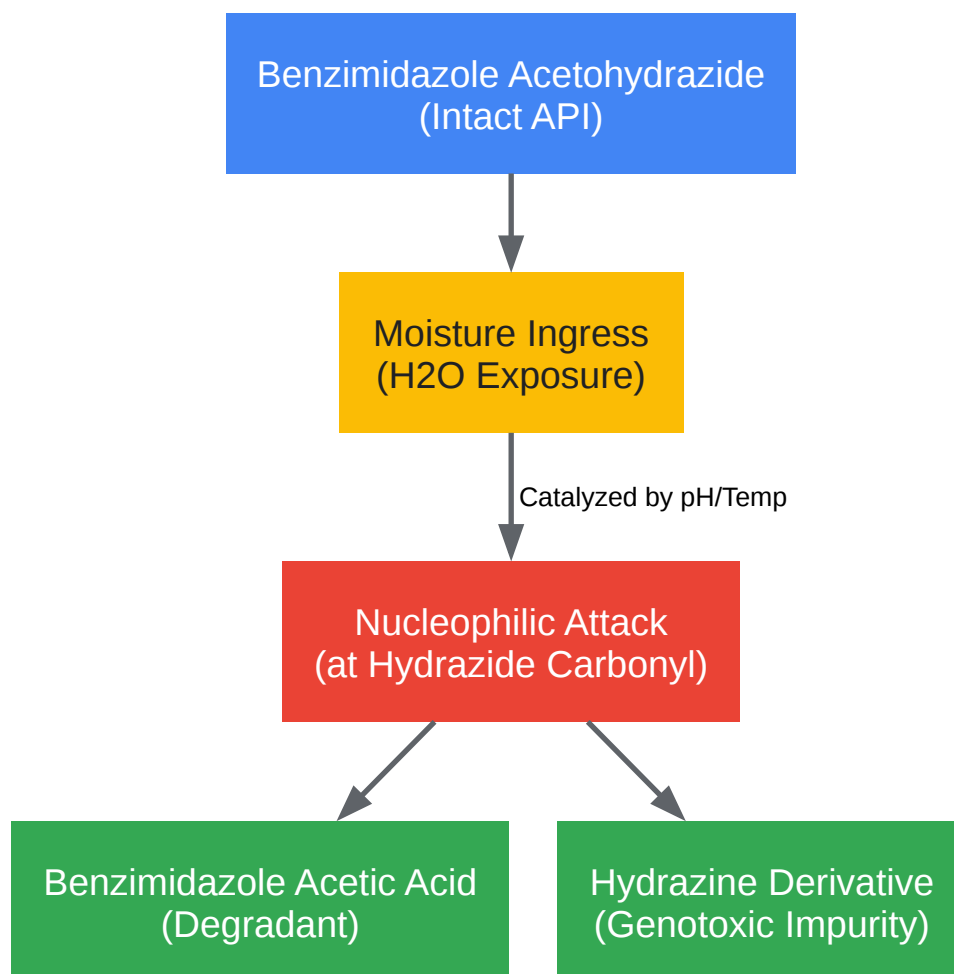 Benzimidazole Acetohydrazide
(Intact API)
Moisture Ingress
(H2O Exposure)
Catalyzed by pH/Temp
Nucleophilic Attack
(at Hydrazide Carbonyl)
Benzimidazole Acetic Acid
(Degradant)
Hydrazine Derivative
(Genotoxic Impurity)